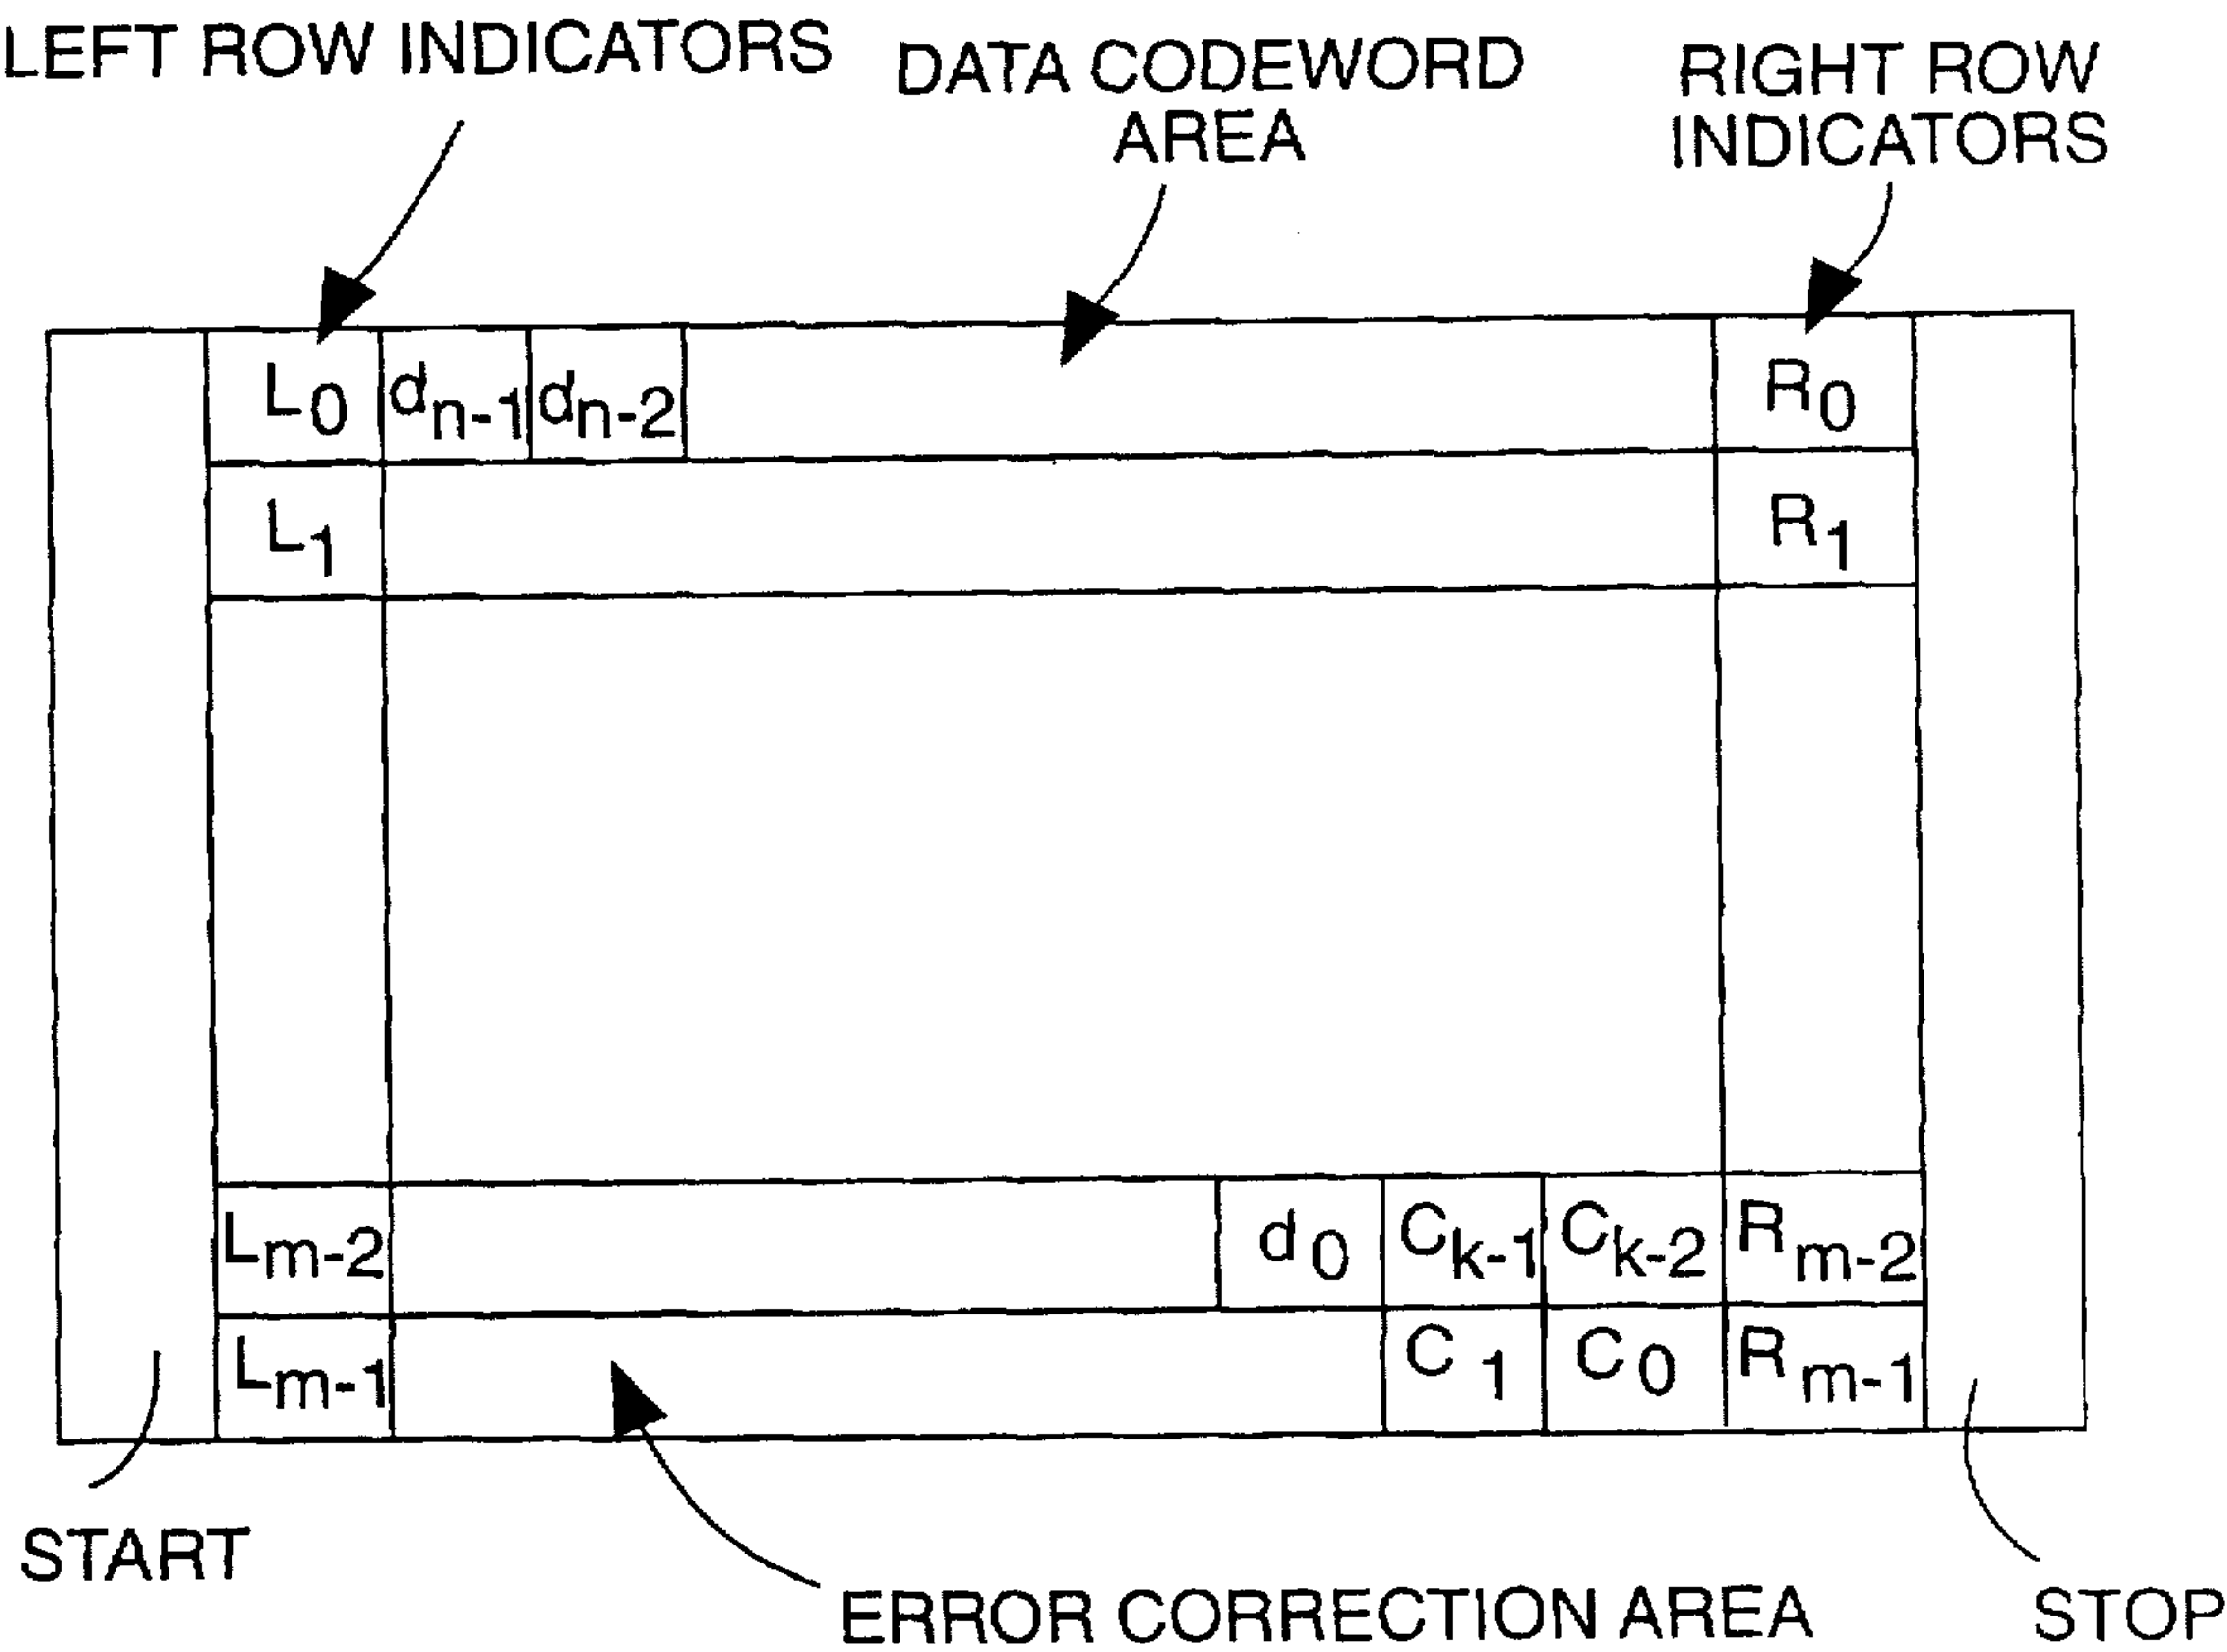 LEFT ROW INDICATORS
DATA CODEWORD
AREA
RIGHT ROW
INDICATORS
L0 dn-1 dn-2 R0
L1 R1
Lm-2 d0 Ck-1 Ck-2 Rm-2
Lm-1 C1 C0 Rm-1
START
ERROR CORRECTION AREA
STOP